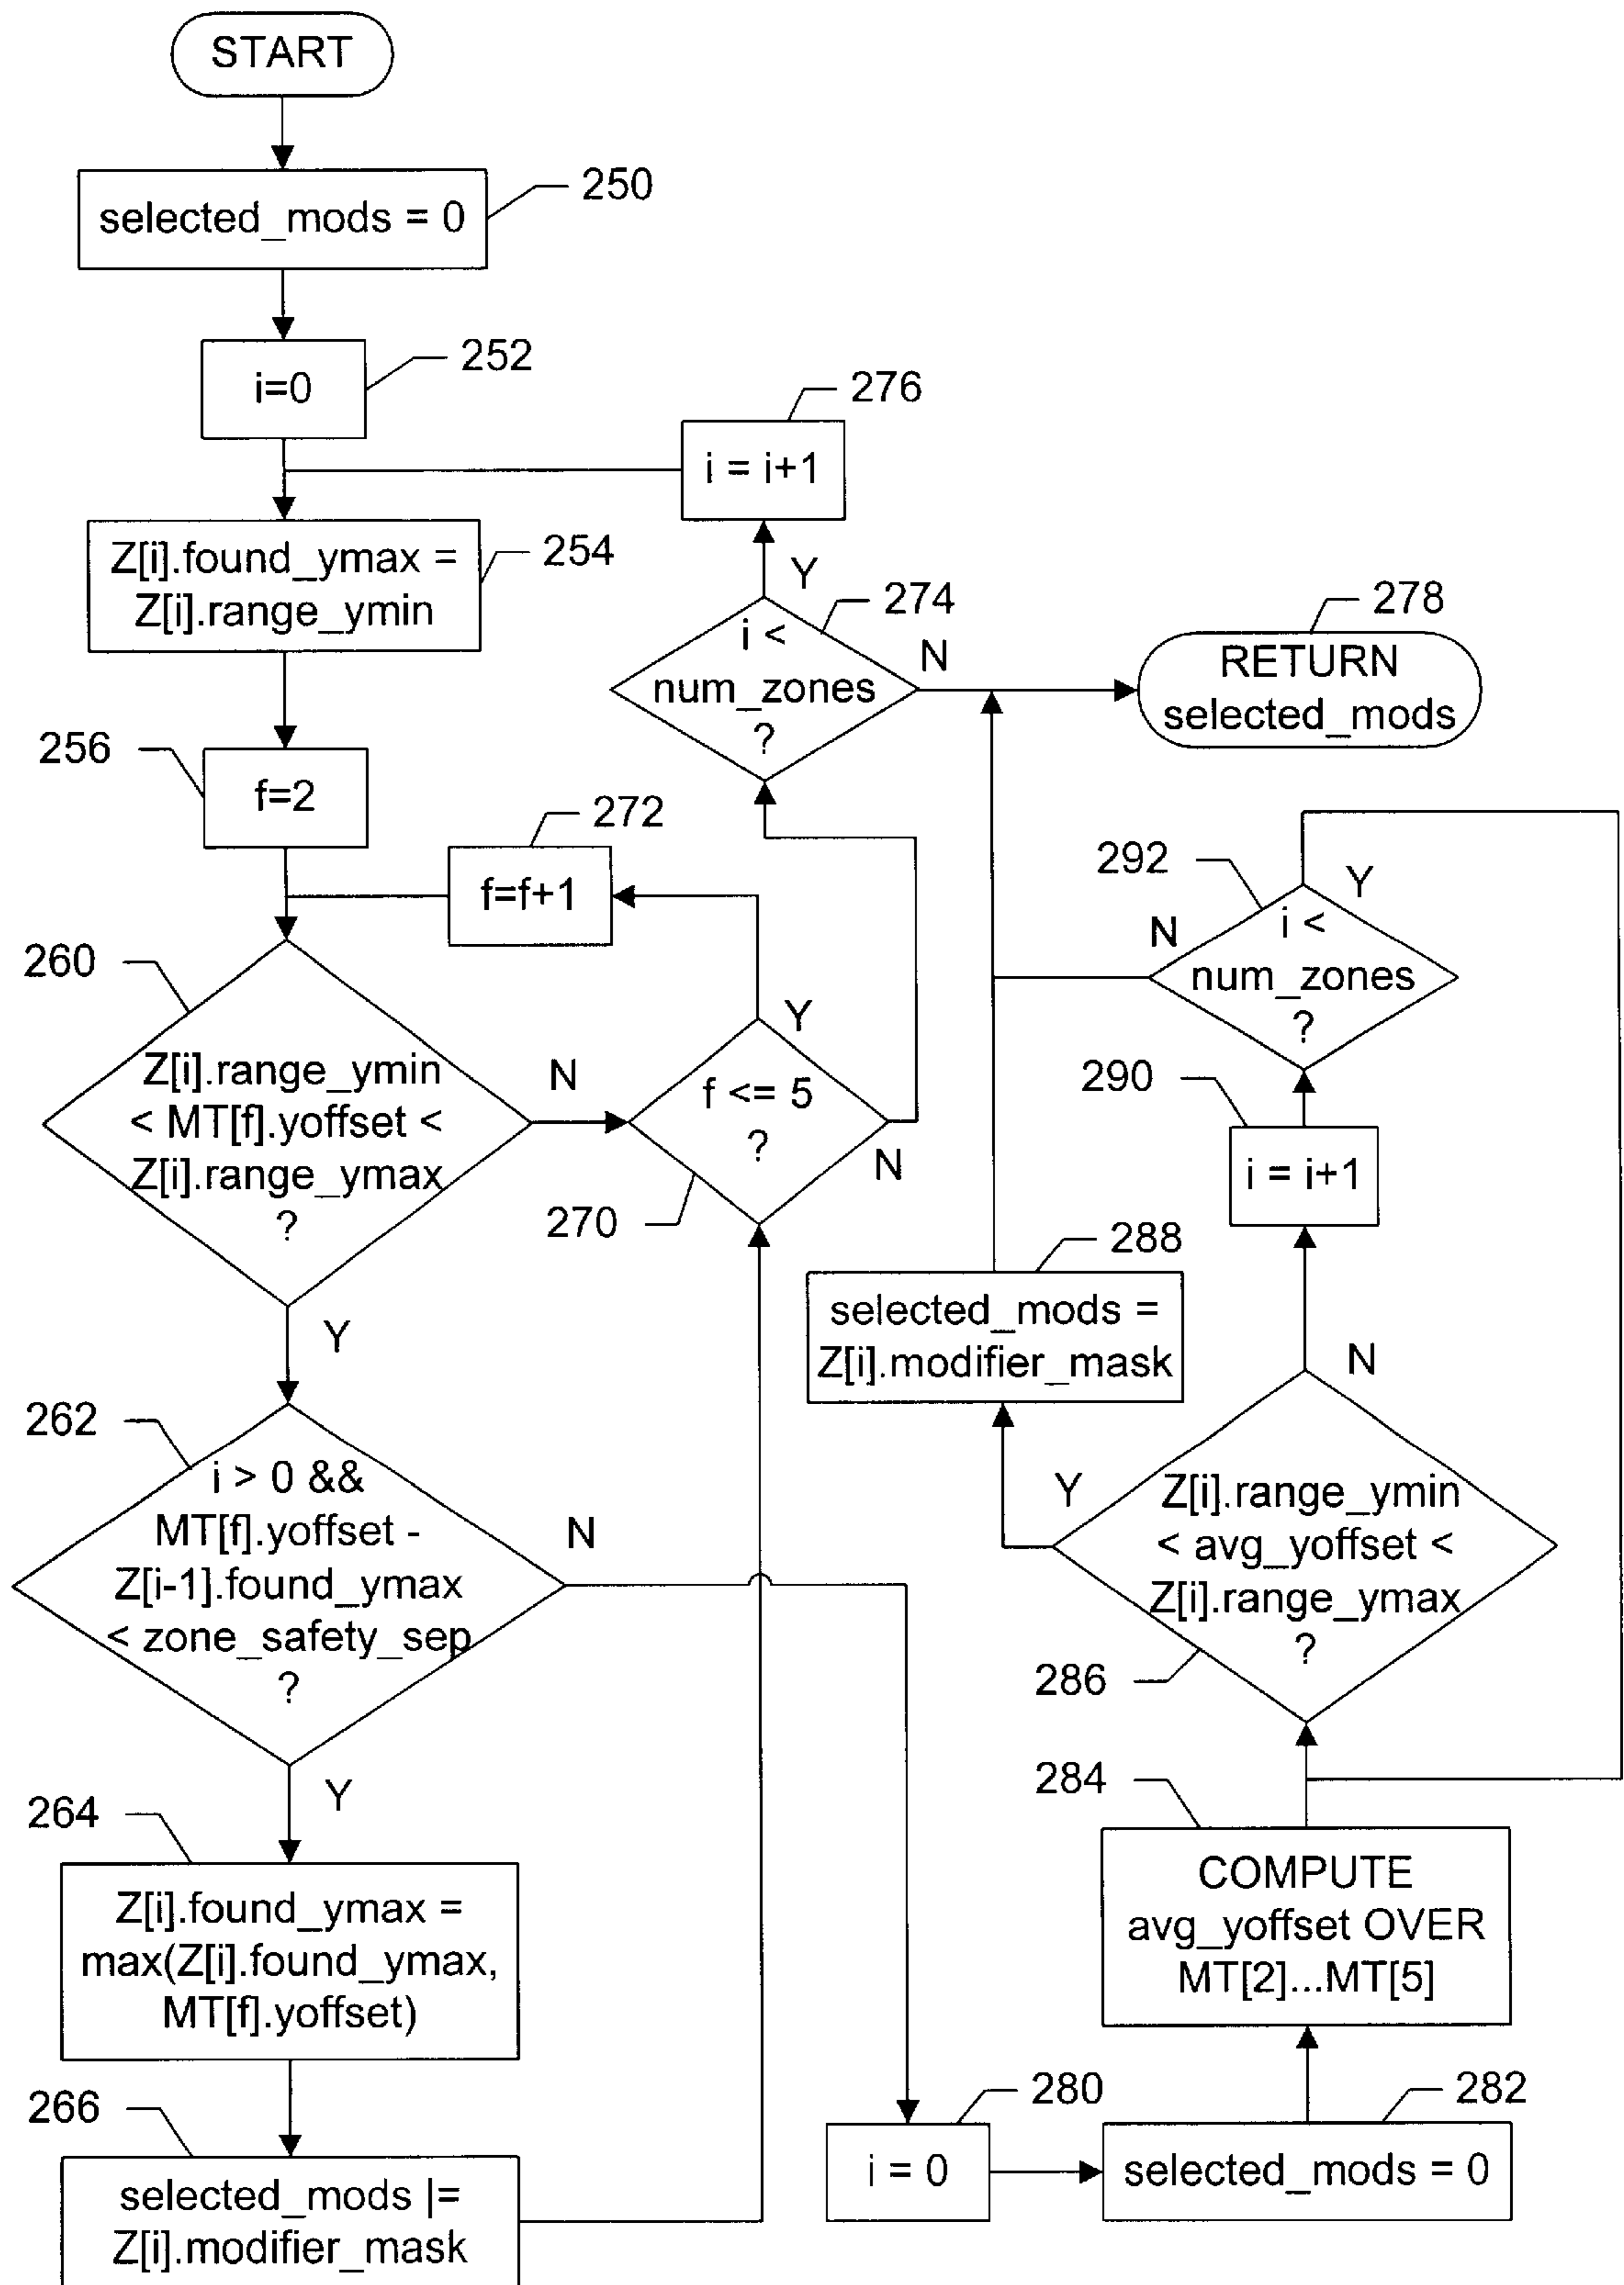 START
250
selected_mods = 0
252
i=0
276
i = i+1
254
Z[i].found_ymax =
Z[i].range_ymin
Y
274
i <
num_zones
?
N
278
RETURN
selected_mods
256
f=2
272
f=f+1
292
Y
i <
num_zones
?
N
260
Z[i].range_ymin
< MT[f].yoffset <
Z[i].range_ymax
?
N
Y
f <= 5
?
N
270
290
i = i+1
Y
288
selected_mods =
Z[i].modifier_mask
N
262
i > 0 &&
MT[f].yoffset -
Z[i-1].found_ymax
< zone_safety_sep
?
N
Y
Z[i].range_ymin
< avg_yoffset <
Z[i].range_ymax
?
286
Y
264
Z[i].found_ymax =
max(Z[i].found_ymax,
MT[f].yoffset)
284
COMPUTE
avg_yoffset OVER
MT[2]...MT[5]
266
selected_mods |=
Z[i].modifier_mask
280
i = 0
282
selected_mods = 0